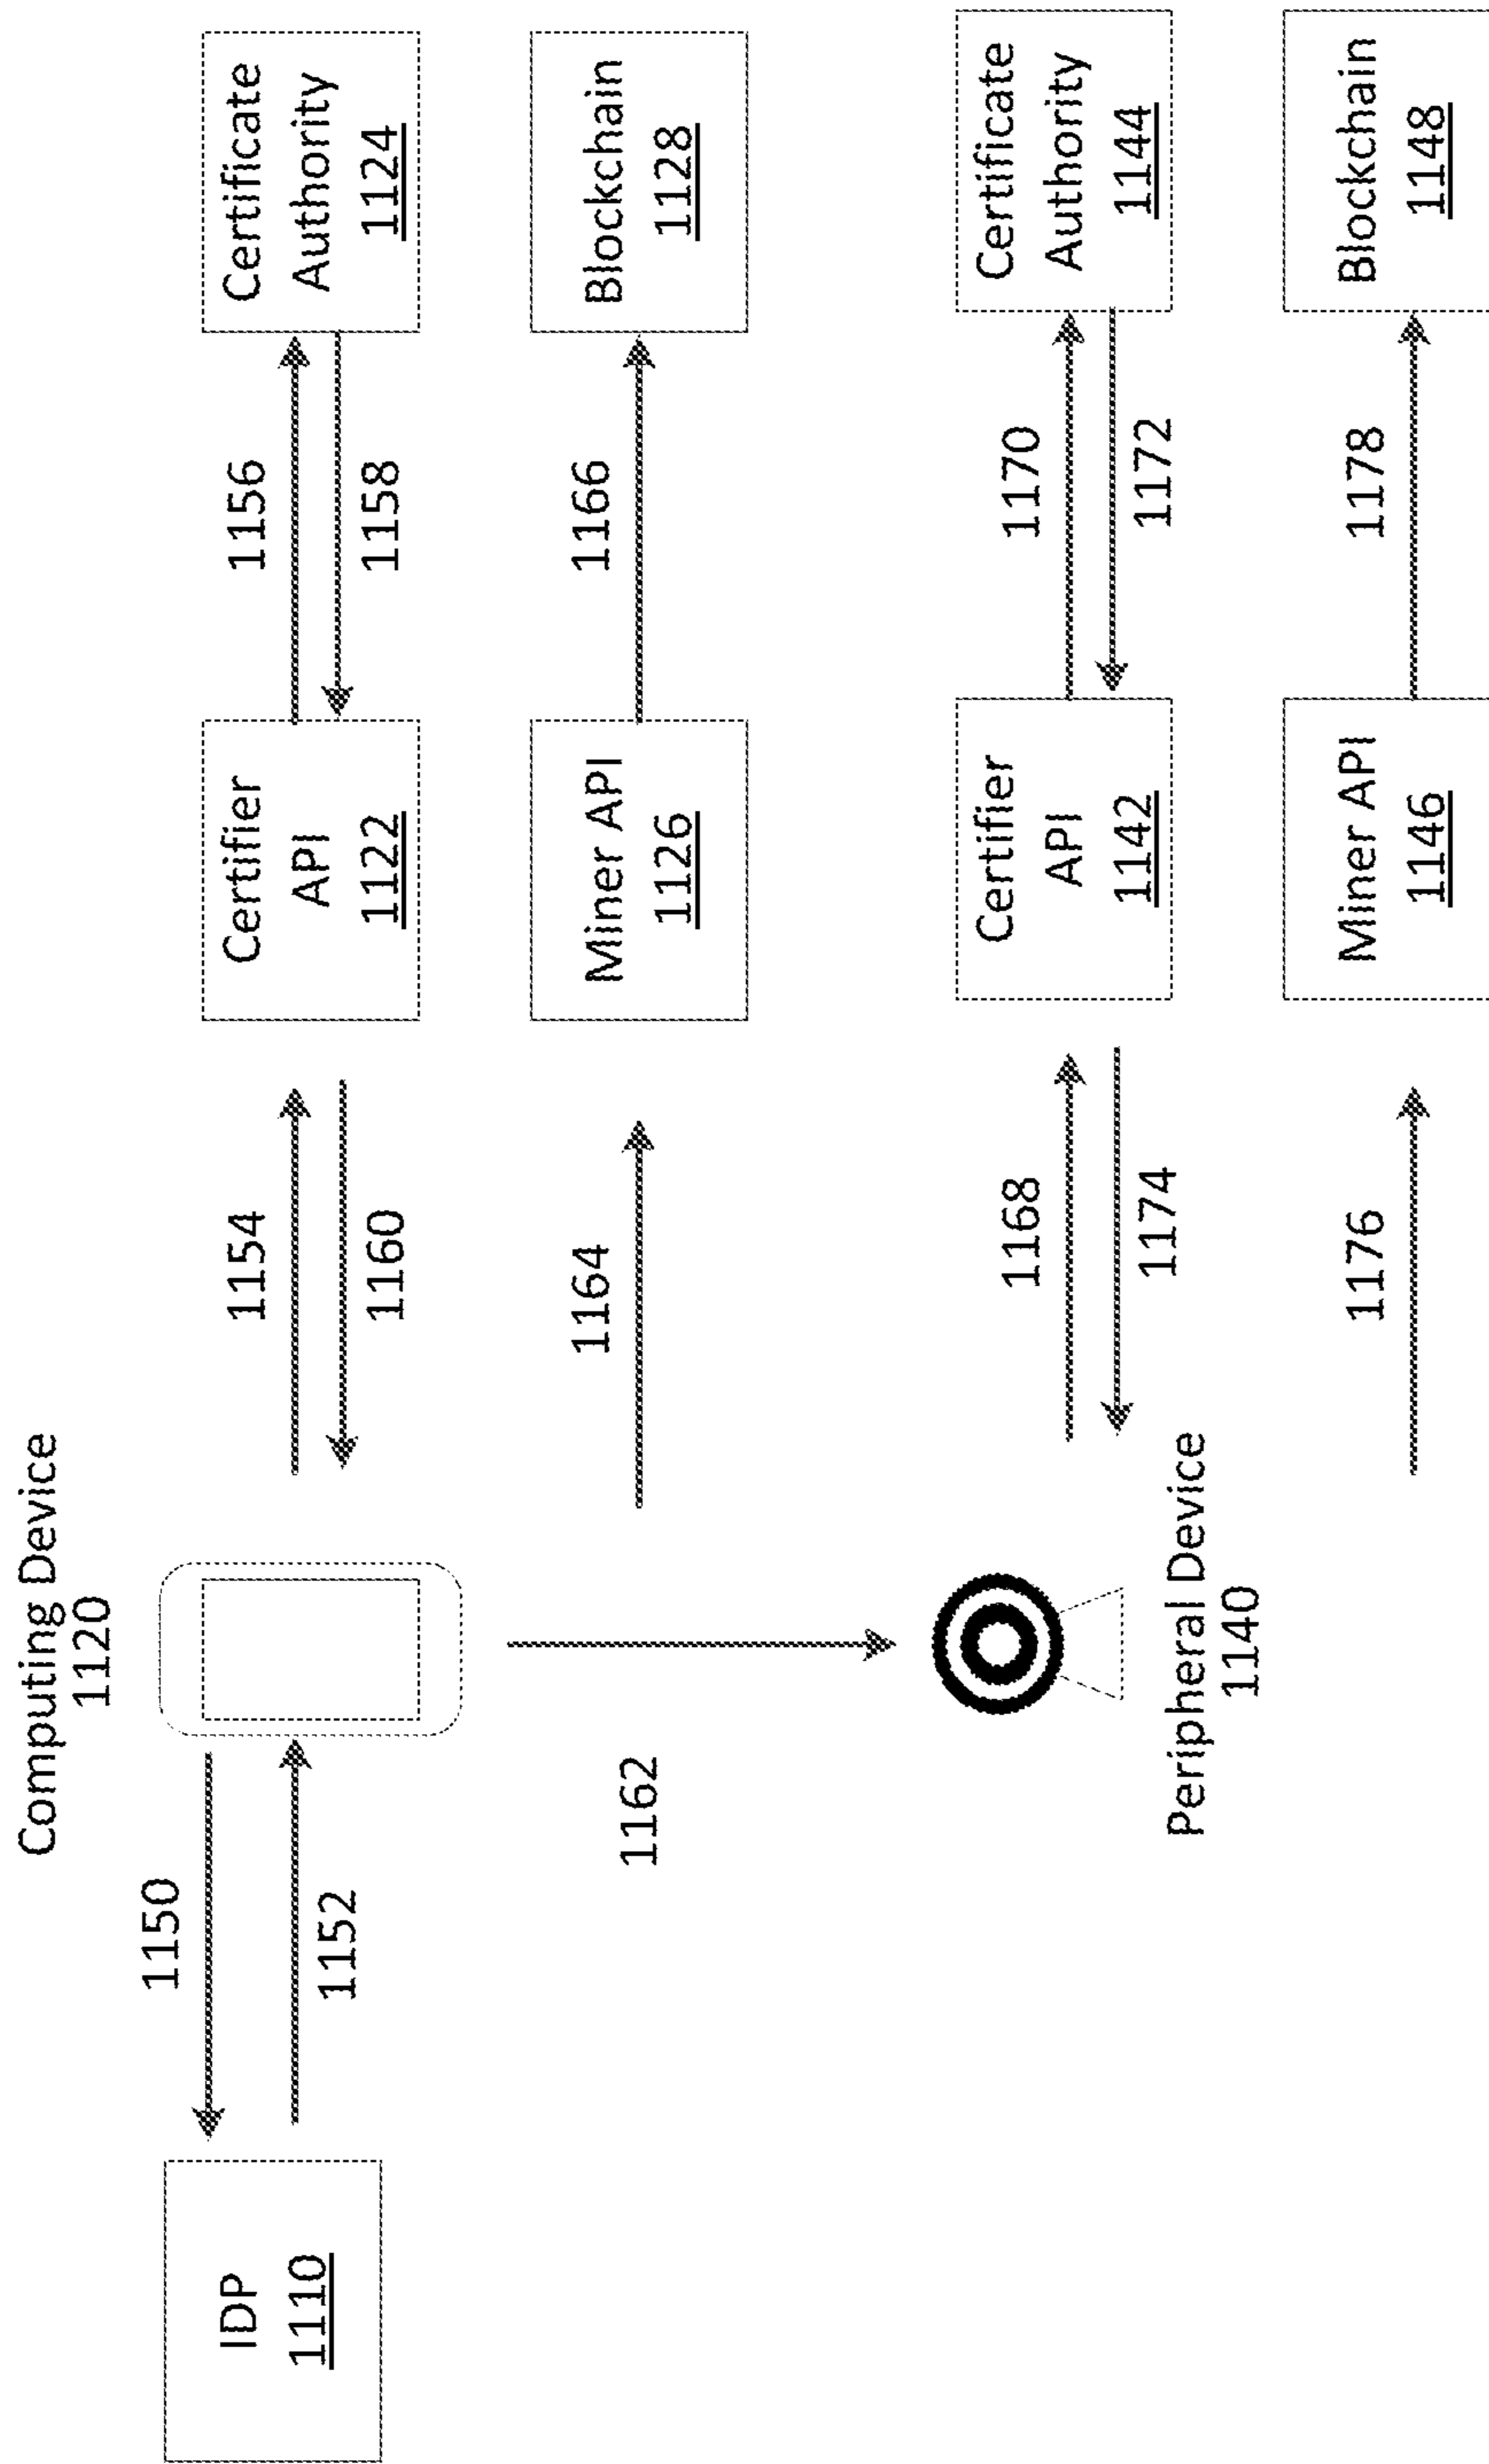 Computing Device
1120
IDP
1110
1150
1152
1154
1160
Certifier
API
1122
1156
1158
Certificate
Authority
1124
1164
Miner API
1126
1166
Blockchain
1128
1162
Peripheral Device
1140
1168
1174
Certifier
API
1142
1170
1172
Certificate
Authority
1144
1176
Miner API
1146
1178
Blockchain
1148